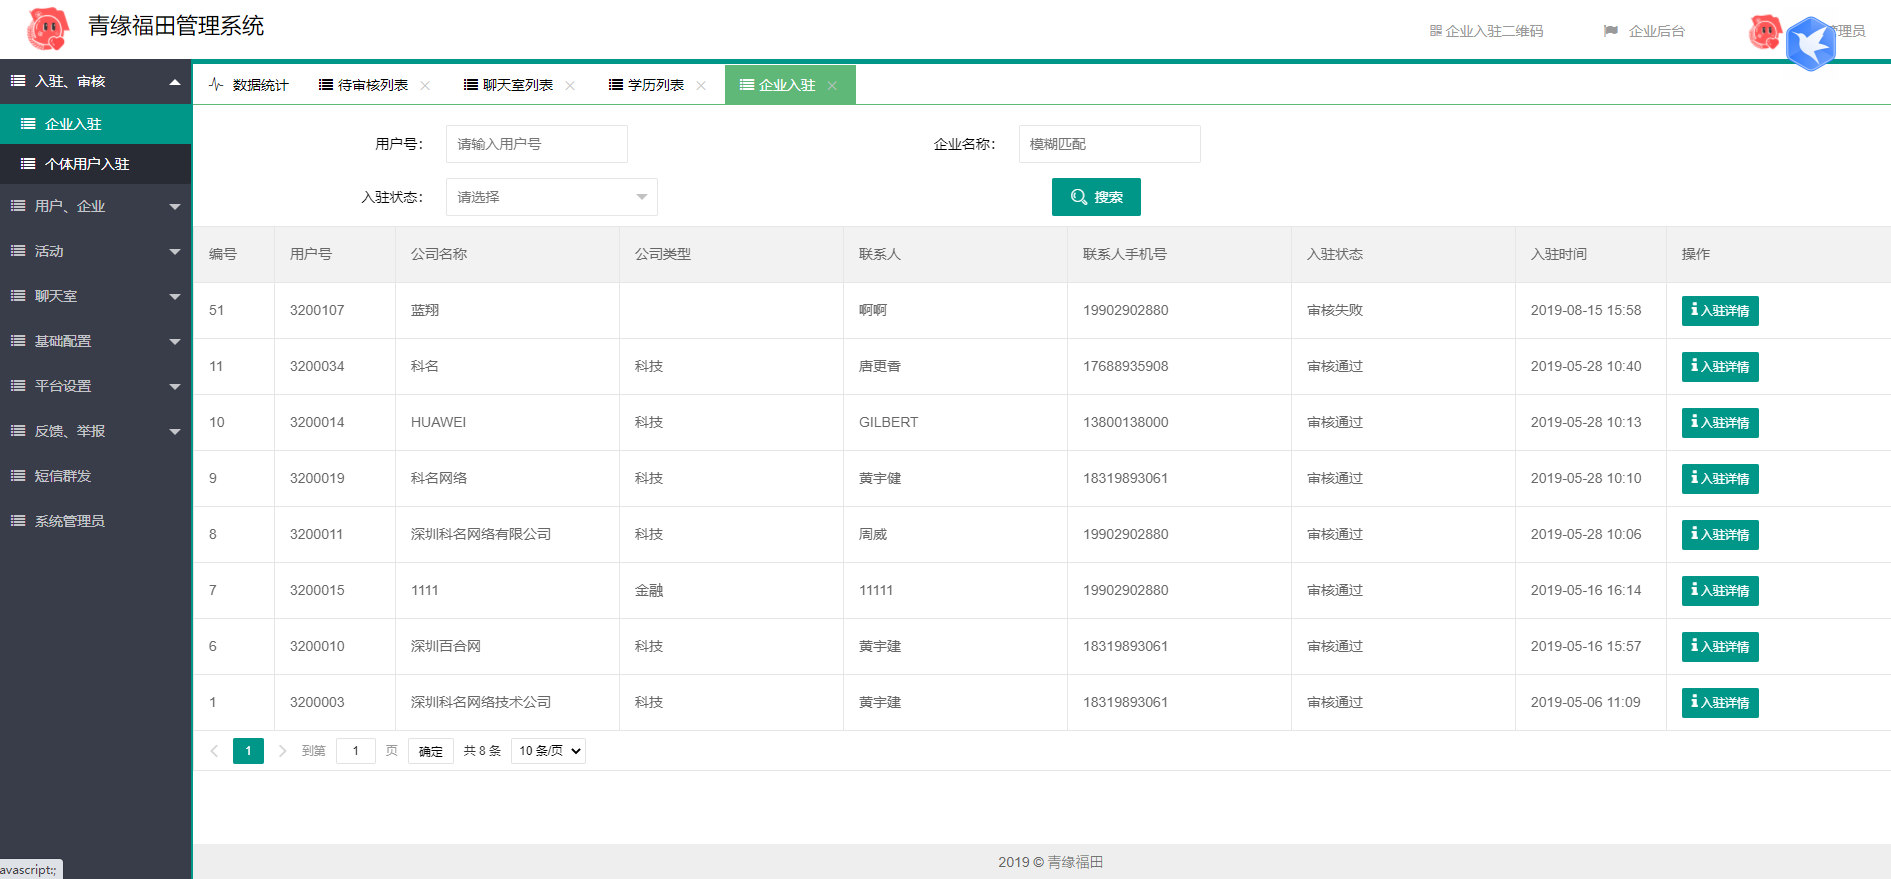 青缘福田管理系统
企业入驻二维码 企业后台 管理员
入驻、审核
企业入驻
个体用户入驻
用户、企业
活动
聊天室
基础配置
平台设置
反馈、举报
短信群发
系统管理员
数据统计 待审核列表 聊天室列表 学历列表 企业入驻
用户号: 请输入用户号 企业名称: 模糊匹配
入驻状态: 请选择 搜索
编号 用户号 公司名称 公司类型 联系人 联系人手机号 入驻状态 入驻时间 操作
51 3200107 蓝翔 啊啊 19902902880 审核失败 2019-08-15 15:58 入驻详情
11 3200034 科名 科技 唐更香 17688935908 审核通过 2019-05-28 10:40 入驻详情
10 3200014 HUAWEI 科技 GILBERT 13800138000 审核通过 2019-05-28 10:13 入驻详情
9 3200019 科名网络 科技 黄宇健 18319893061 审核通过 2019-05-28 10:10 入驻详情
8 3200011 深圳科名网络有限公司 科技 周威 19902902880 审核通过 2019-05-28 10:06 入驻详情
7 3200015 1111 金融 11111 19902902880 审核通过 2019-05-16 16:14 入驻详情
6 3200010 深圳百合网 科技 黄宇建 18319893061 审核通过 2019-05-16 15:57 入驻详情
1 3200003 深圳科名网络技术公司 科技 黄宇建 18319893061 审核通过 2019-05-06 11:09 入驻详情
1 到第 1 页 确定 共 8 条 10 条/页
2019 © 青缘福田
avascript:;